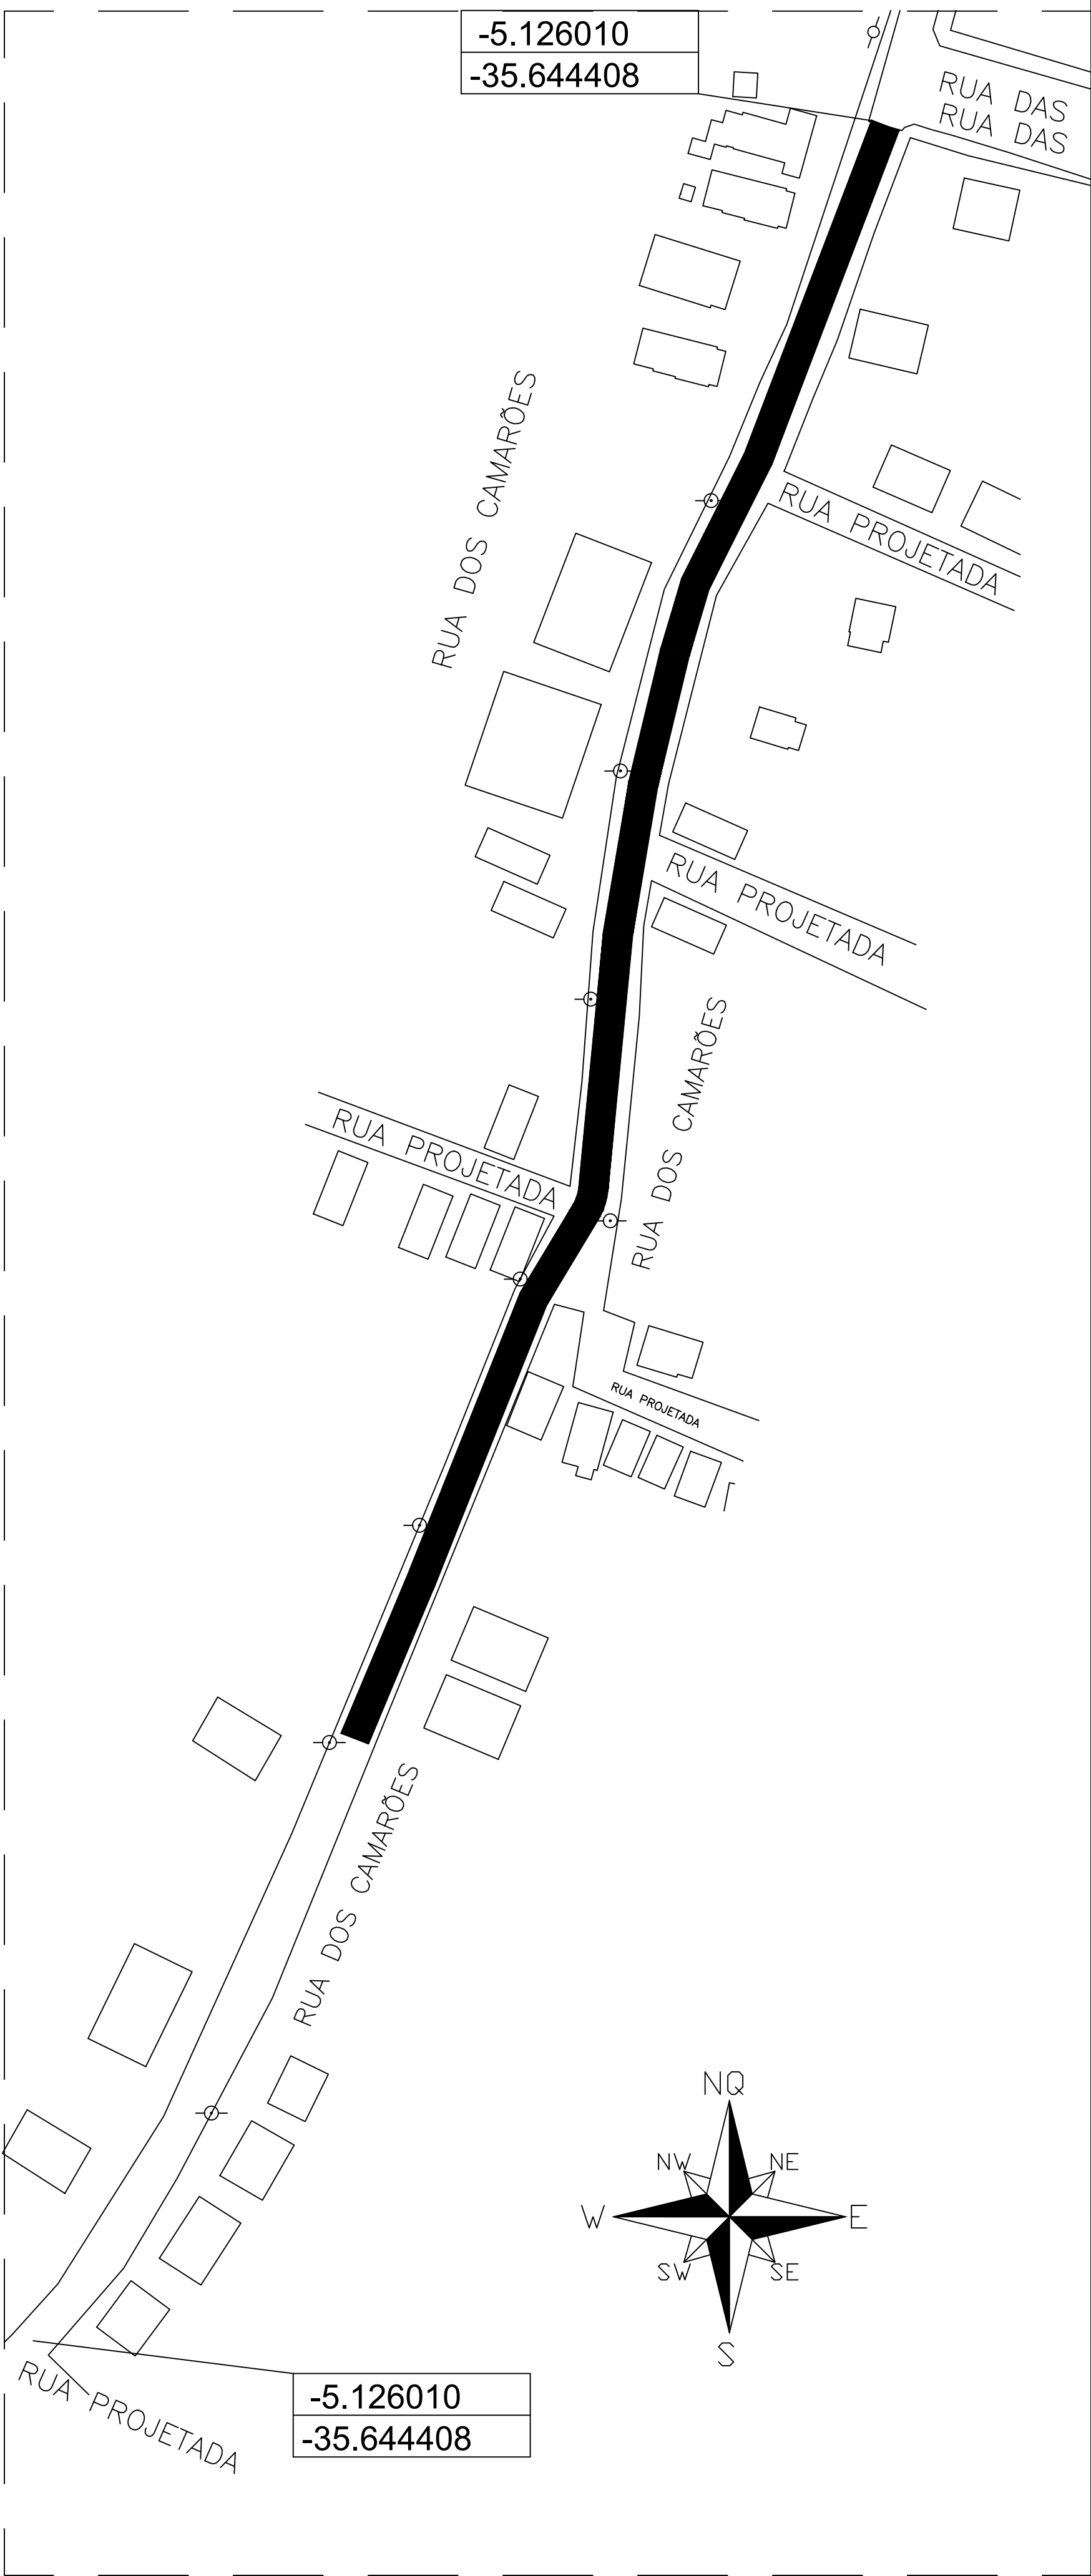 -5.126010
-35.644408
RUA DAS
RUA DAS
RUA DOS CAMARÕES
RUA PROJETADA
RUA PROJETADA
RUA DOS CAMARÕES
RUA PROJETADA
RUA PROJETADA
RUA DOS CAMARÕES
NQ
NW
NE
W
E
SW
SE
S
RUA PROJETADA
-5.126010
-35.644408